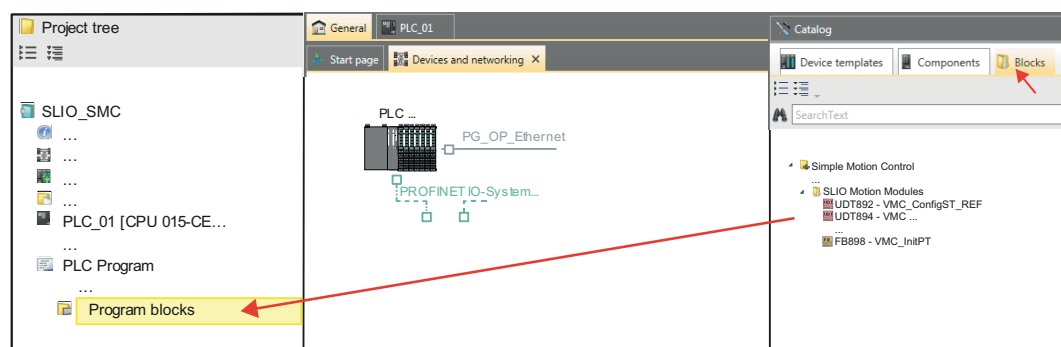 Project tree
SLIO_SMC
...
...
...
...
PLC_01 [CPU 015-CE...
...
PLC Program
...
Program blocks
General
PLC_01
Start page
Devices and networking ×
PLC ...
PG_OP_Ethernet
PROFINET IO-System...
Catalog
Device templates
Components
Blocks
SearchText
Simple Motion Control
...
SLIO Motion Modules
UDT892 - VMC_ConfigST_REF
UDT894 - VMC ...
...
FB898 - VMC_InitPT